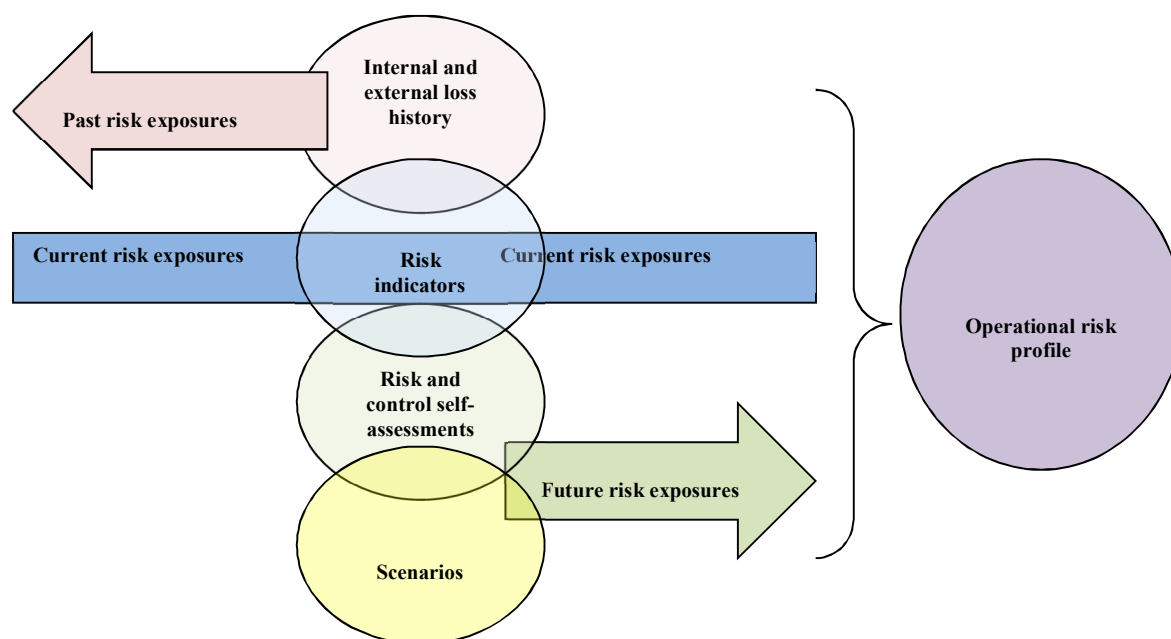 Internal and
external loss
history
Past risk exposures
Current risk exposures
Risk
indicators
Current risk exposures
Operational risk
profile
Risk and
control self-
assessments
Future risk exposures
Scenarios